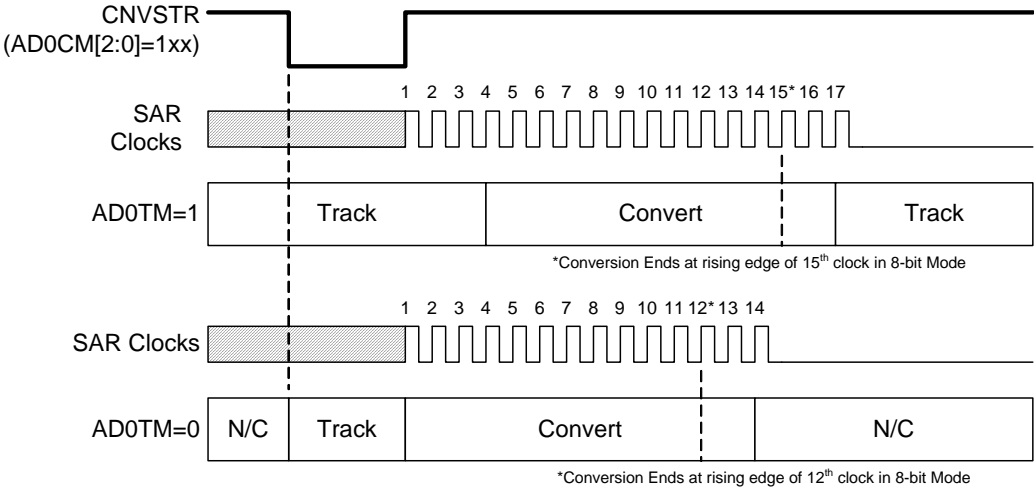 CNVSTR
(AD0CM[2:0]=1xx)
1 2 3 4 5 6 7 8 9 10 11 12 13 14 15* 16 17
SAR
Clocks
AD0TM=1 Track Convert Track
*Conversion Ends at rising edge of 15th clock in 8-bit Mode
1 2 3 4 5 6 7 8 9 10 11 12* 13 14
SAR Clocks
AD0TM=0 N/C Track Convert N/C
*Conversion Ends at rising edge of 12th clock in 8-bit Mode